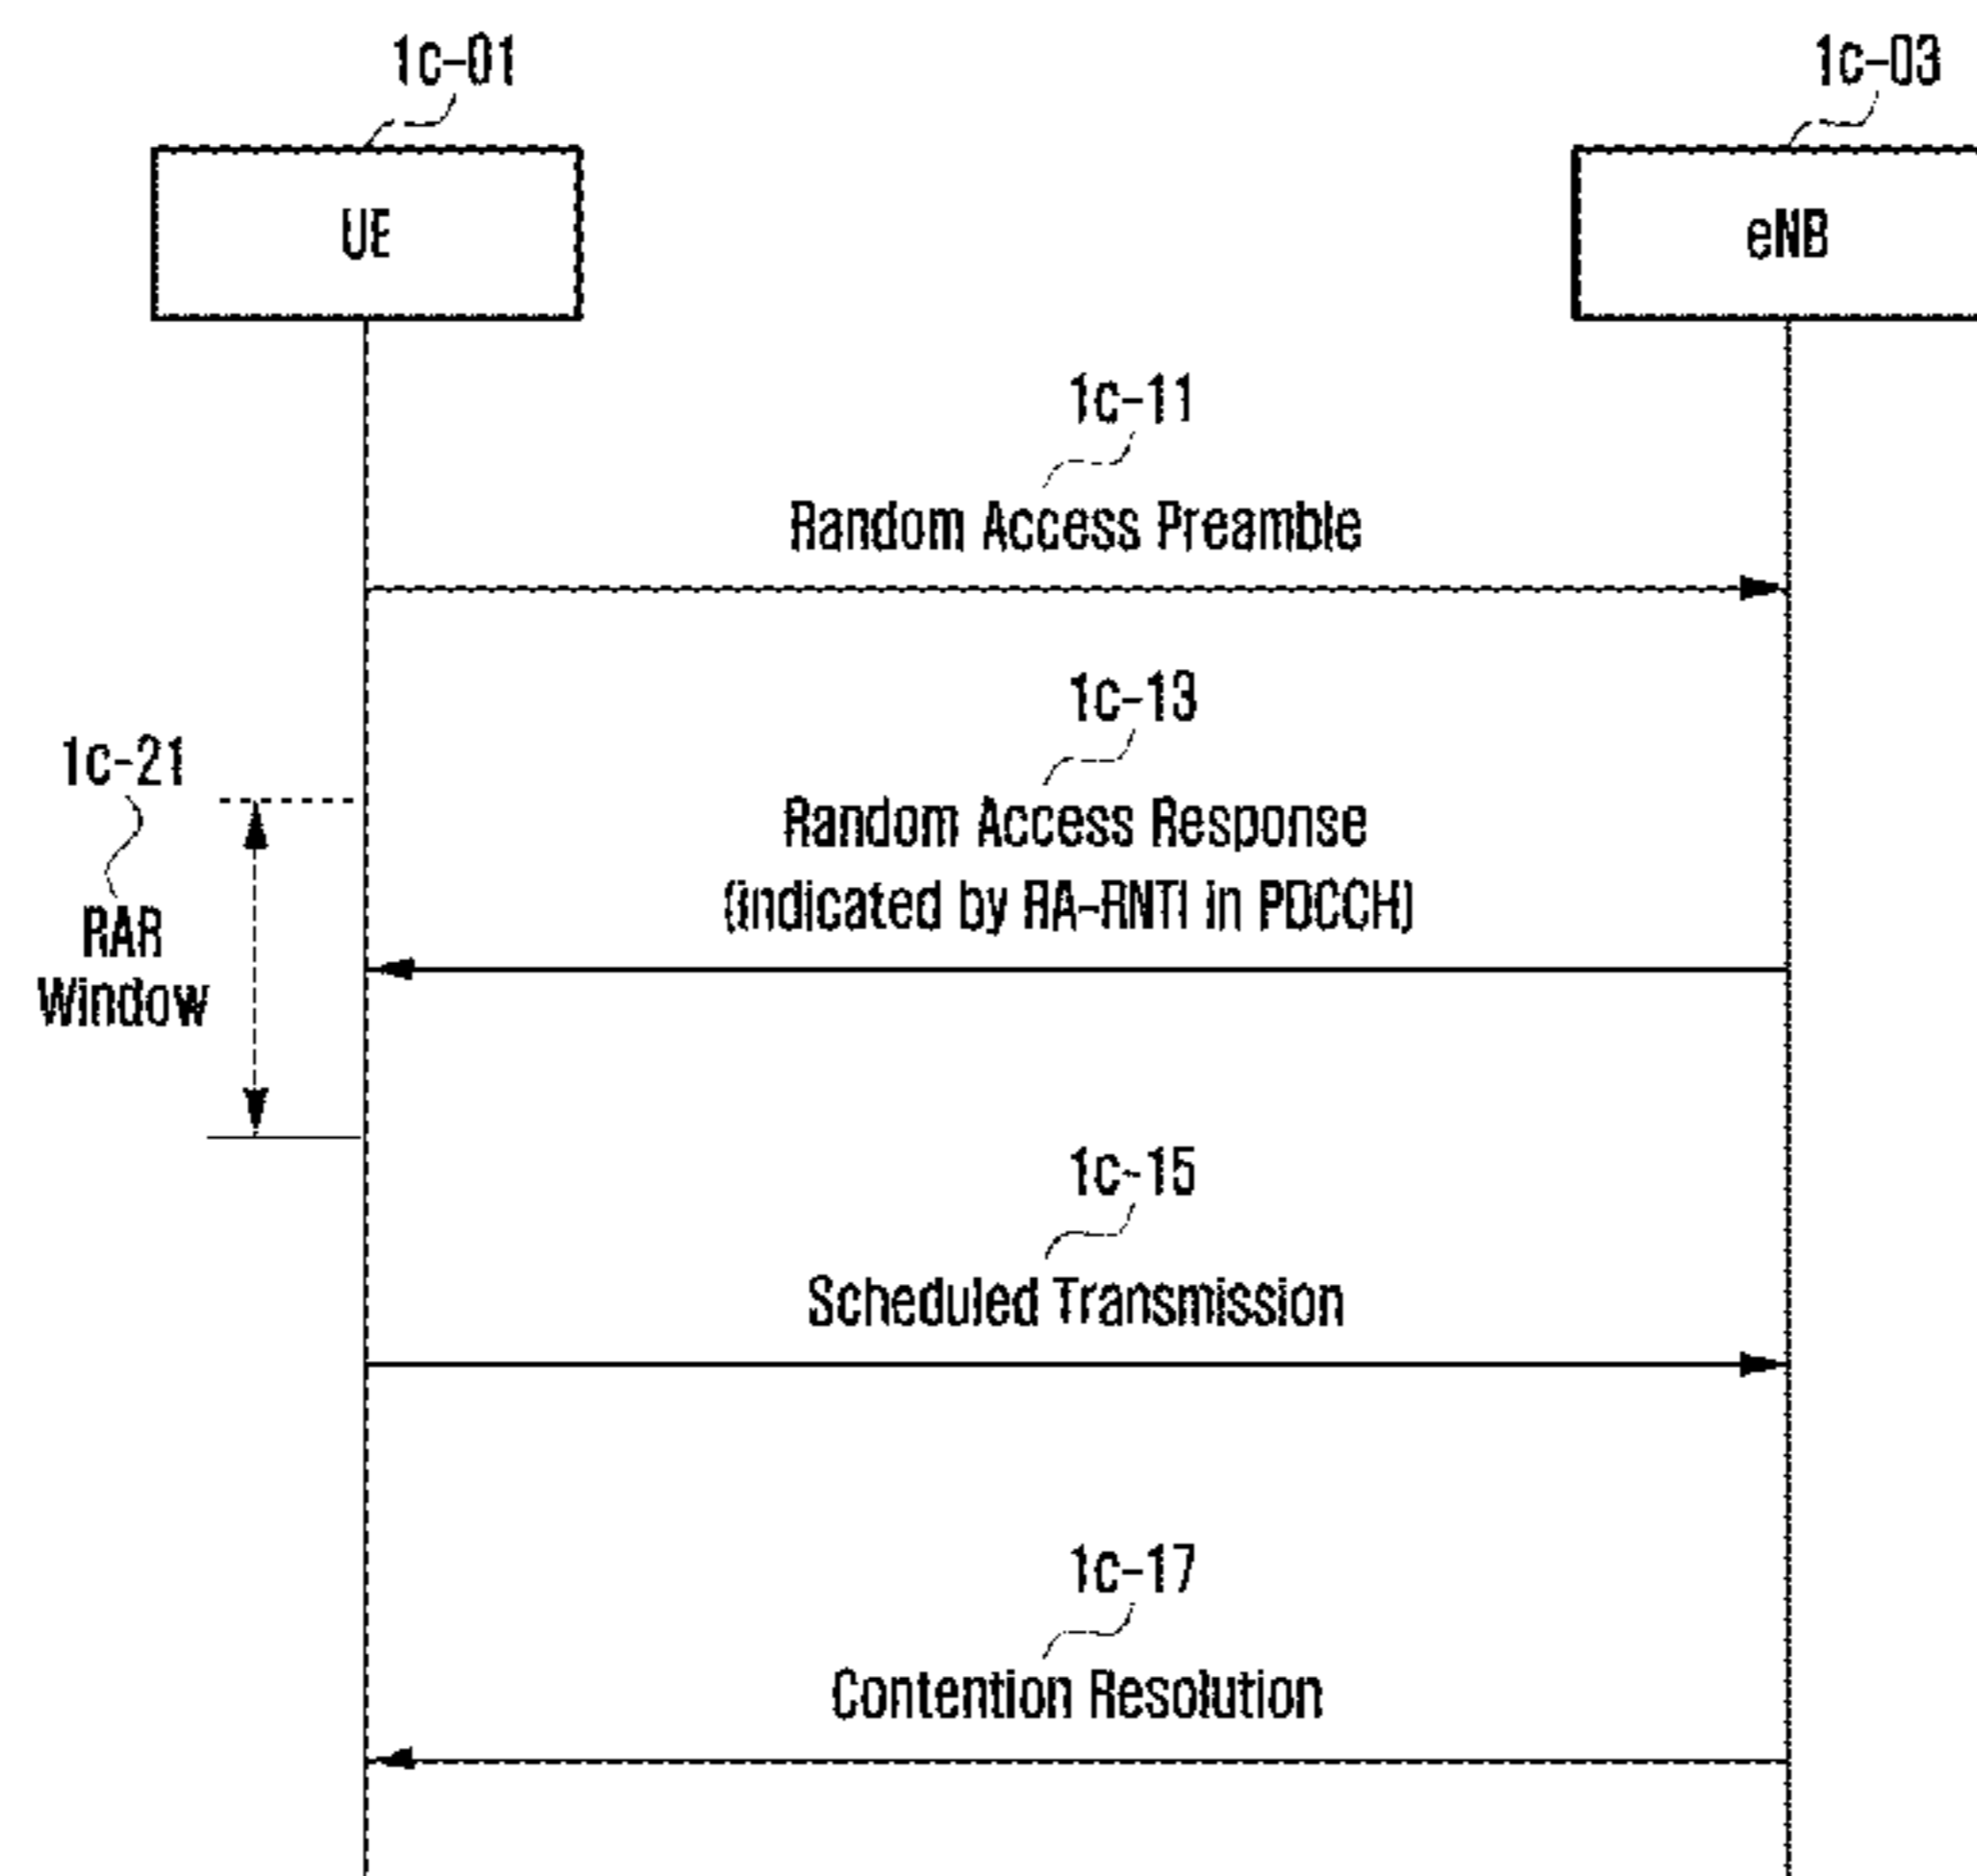 1c-01
1c-03
UE
eNB
1c-11
Random Access Preamble
1c-13
1c-21
Random Access Response
(indicated by RA-RNTI in PDCCH)
RAR
Window
1c-15
Scheduled Transmission
1c-17
Contention Resolution